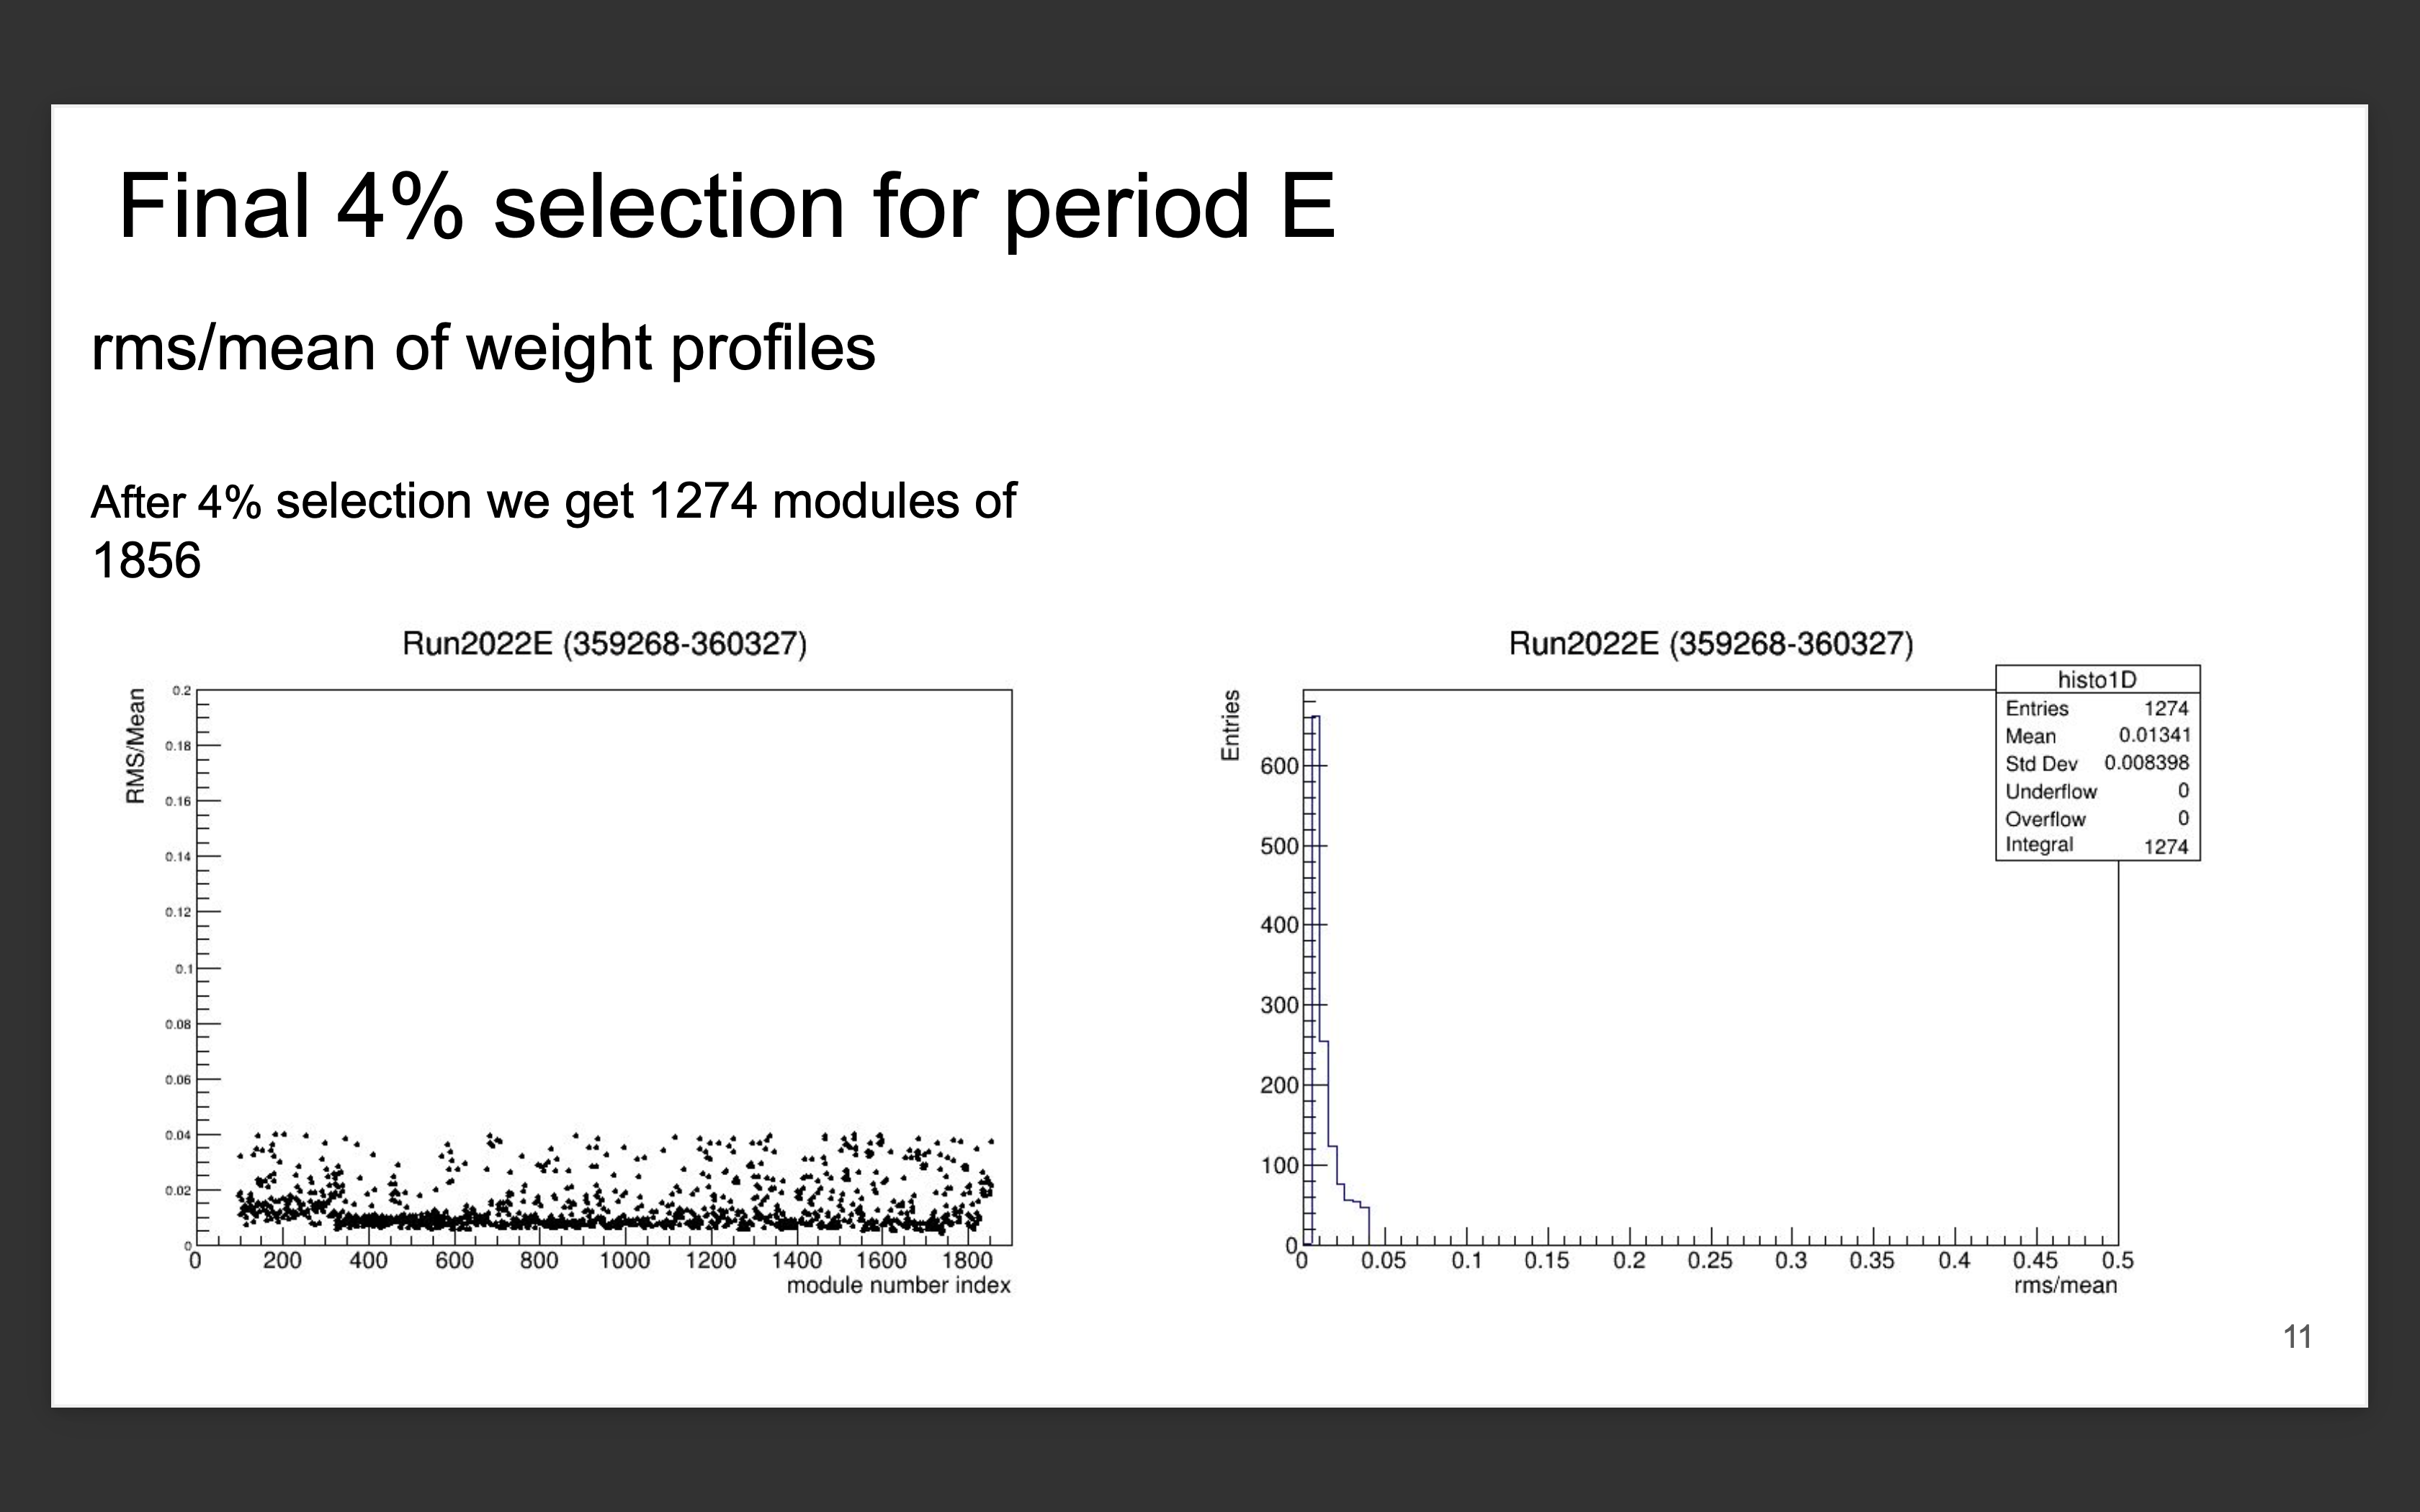 Final 4% selection for period E
rms/mean of weight profiles
After 4% selection we get 1274 modules of
1856
Run2022E (359268-360327)
RMS/Mean
0.2
0.18
0.16
0.14
0.12
0.1
0.08
0.06
0.04
0.02
0
0 200 400 600 800 1000 1200 1400 1600 1800
module number index
Run2022E (359268-360327)
Entries
histo1D
Entries 1274
Mean 0.01341
Std Dev 0.008398
Underflow 0
Overflow 0
Integral 1274
600
500
400
300
200
100
0
0 0.05 0.1 0.15 0.2 0.25 0.3 0.35 0.4 0.45 0.5
rms/mean
11